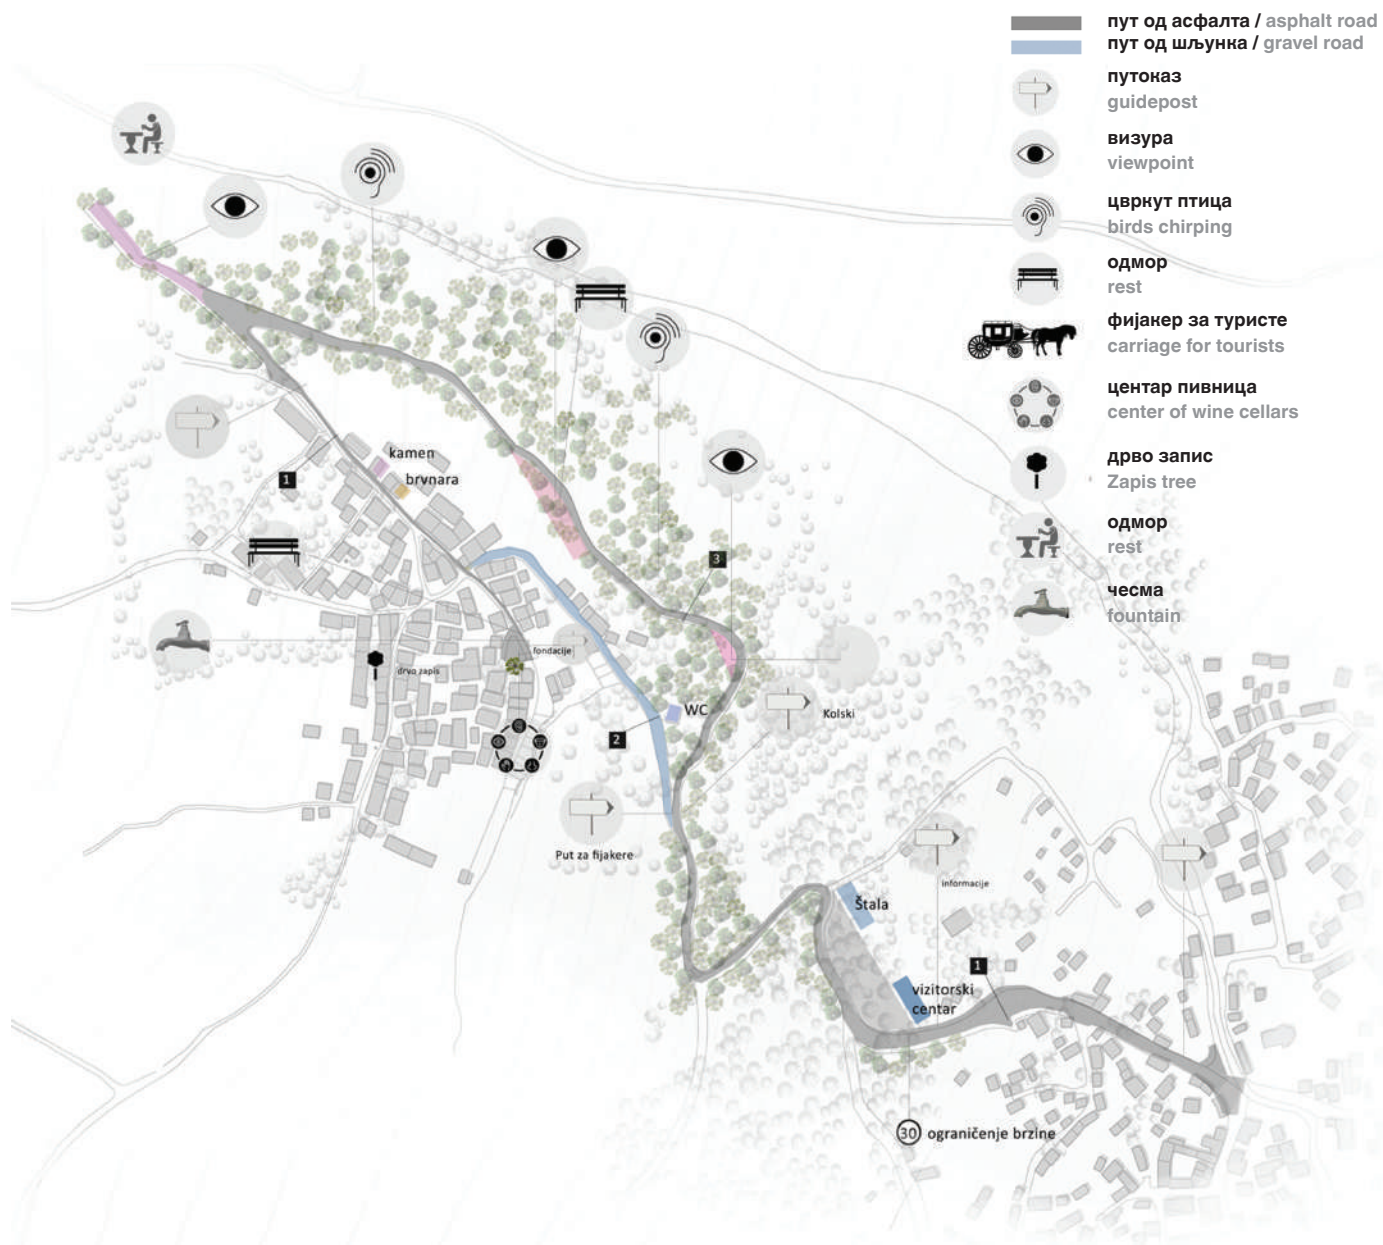 пут од асфалта / asphalt road
пут од шљунка / gravel road
путоказ
guidepost
визура
viewpoint
цвркут птица
birds chirping
одмор
rest
фијакер за туристе
carriage for tourists
центар пивница
center of wine cellars
дрво запис
Zapis tree
одмор
rest
чесма
fountain
kamen
brvnara
1
3
fondacije
drvo zapis
WC
Kolski
2
Put za fijakere
informacije
Štala
1
vizitorski
centar
30 ograničenje brzine